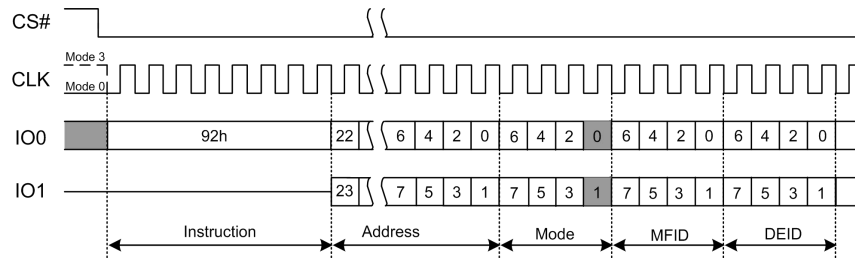 CS#
Mode 3
CLK
Mode 0
IO0 92h 22 6 4 2 0 6 4 2 0 6 4 2 0 6 4 2 0
IO1 23 7 5 3 1 7 5 3 1 7 5 3 1 7 5 3 1
Instruction Address Mode MFID DEID